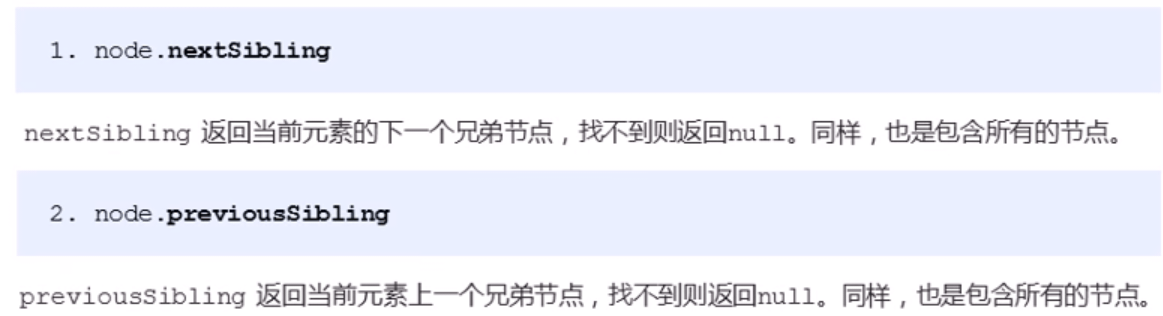 1. node.nextSibling
nextSibling 返回当前元素的下一个兄弟节点，找不到则返回null。同样，也是包含所有的节点。
2. node.previousSibling
previousSibling 返回当前元素上一个兄弟节点，找不到则返回null。同样，也是包含所有的节点。